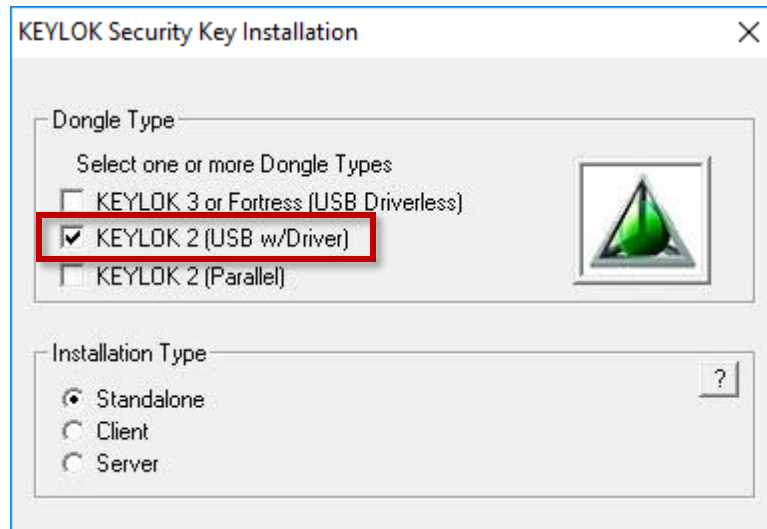 KEYLOK Security Key Installation
Dongle Type
Select one or more Dongle Types
KEYLOK 3 or Fortress (USB Driverless)
KEYLOK 2 (USB w/Driver)
KEYLOK 2 (Parallel)
Installation Type
?
Standalone
Client
Server